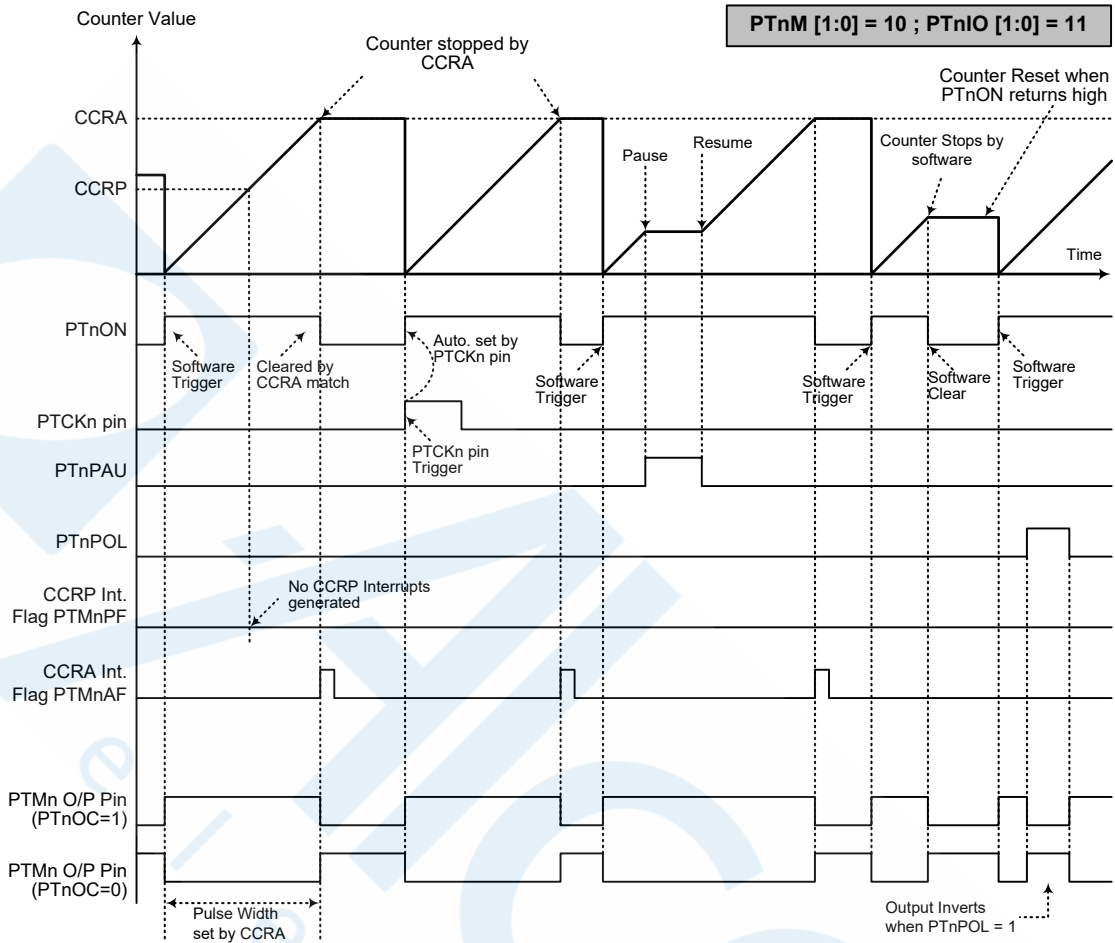 Counter Value
PTnM [1:0] = 10 ; PTnIO [1:0] = 11
Counter stopped by
CCRA
Counter Reset when
PTnON returns high
CCRA
Pause
Resume
Counter Stops by
software
CCRP
Time
PTnON
Software
Trigger
Cleared by
CCRA match
Auto. set by
PTCKn pin
Software
Trigger
Software
Trigger
Software
Clear
Software
Trigger
PTCKn pin
PTCKn pin
Trigger
PTnPAU
PTnPOL
CCRP Int.
Flag PTMnPF
No CCRP Interrupts
generated
CCRA Int.
Flag PTMnAF
PTMn O/P Pin
(PTnOC=1)
PTMn O/P Pin
(PTnOC=0)
Pulse Width
set by CCRA
Output Inverts
when PTnPOL = 1